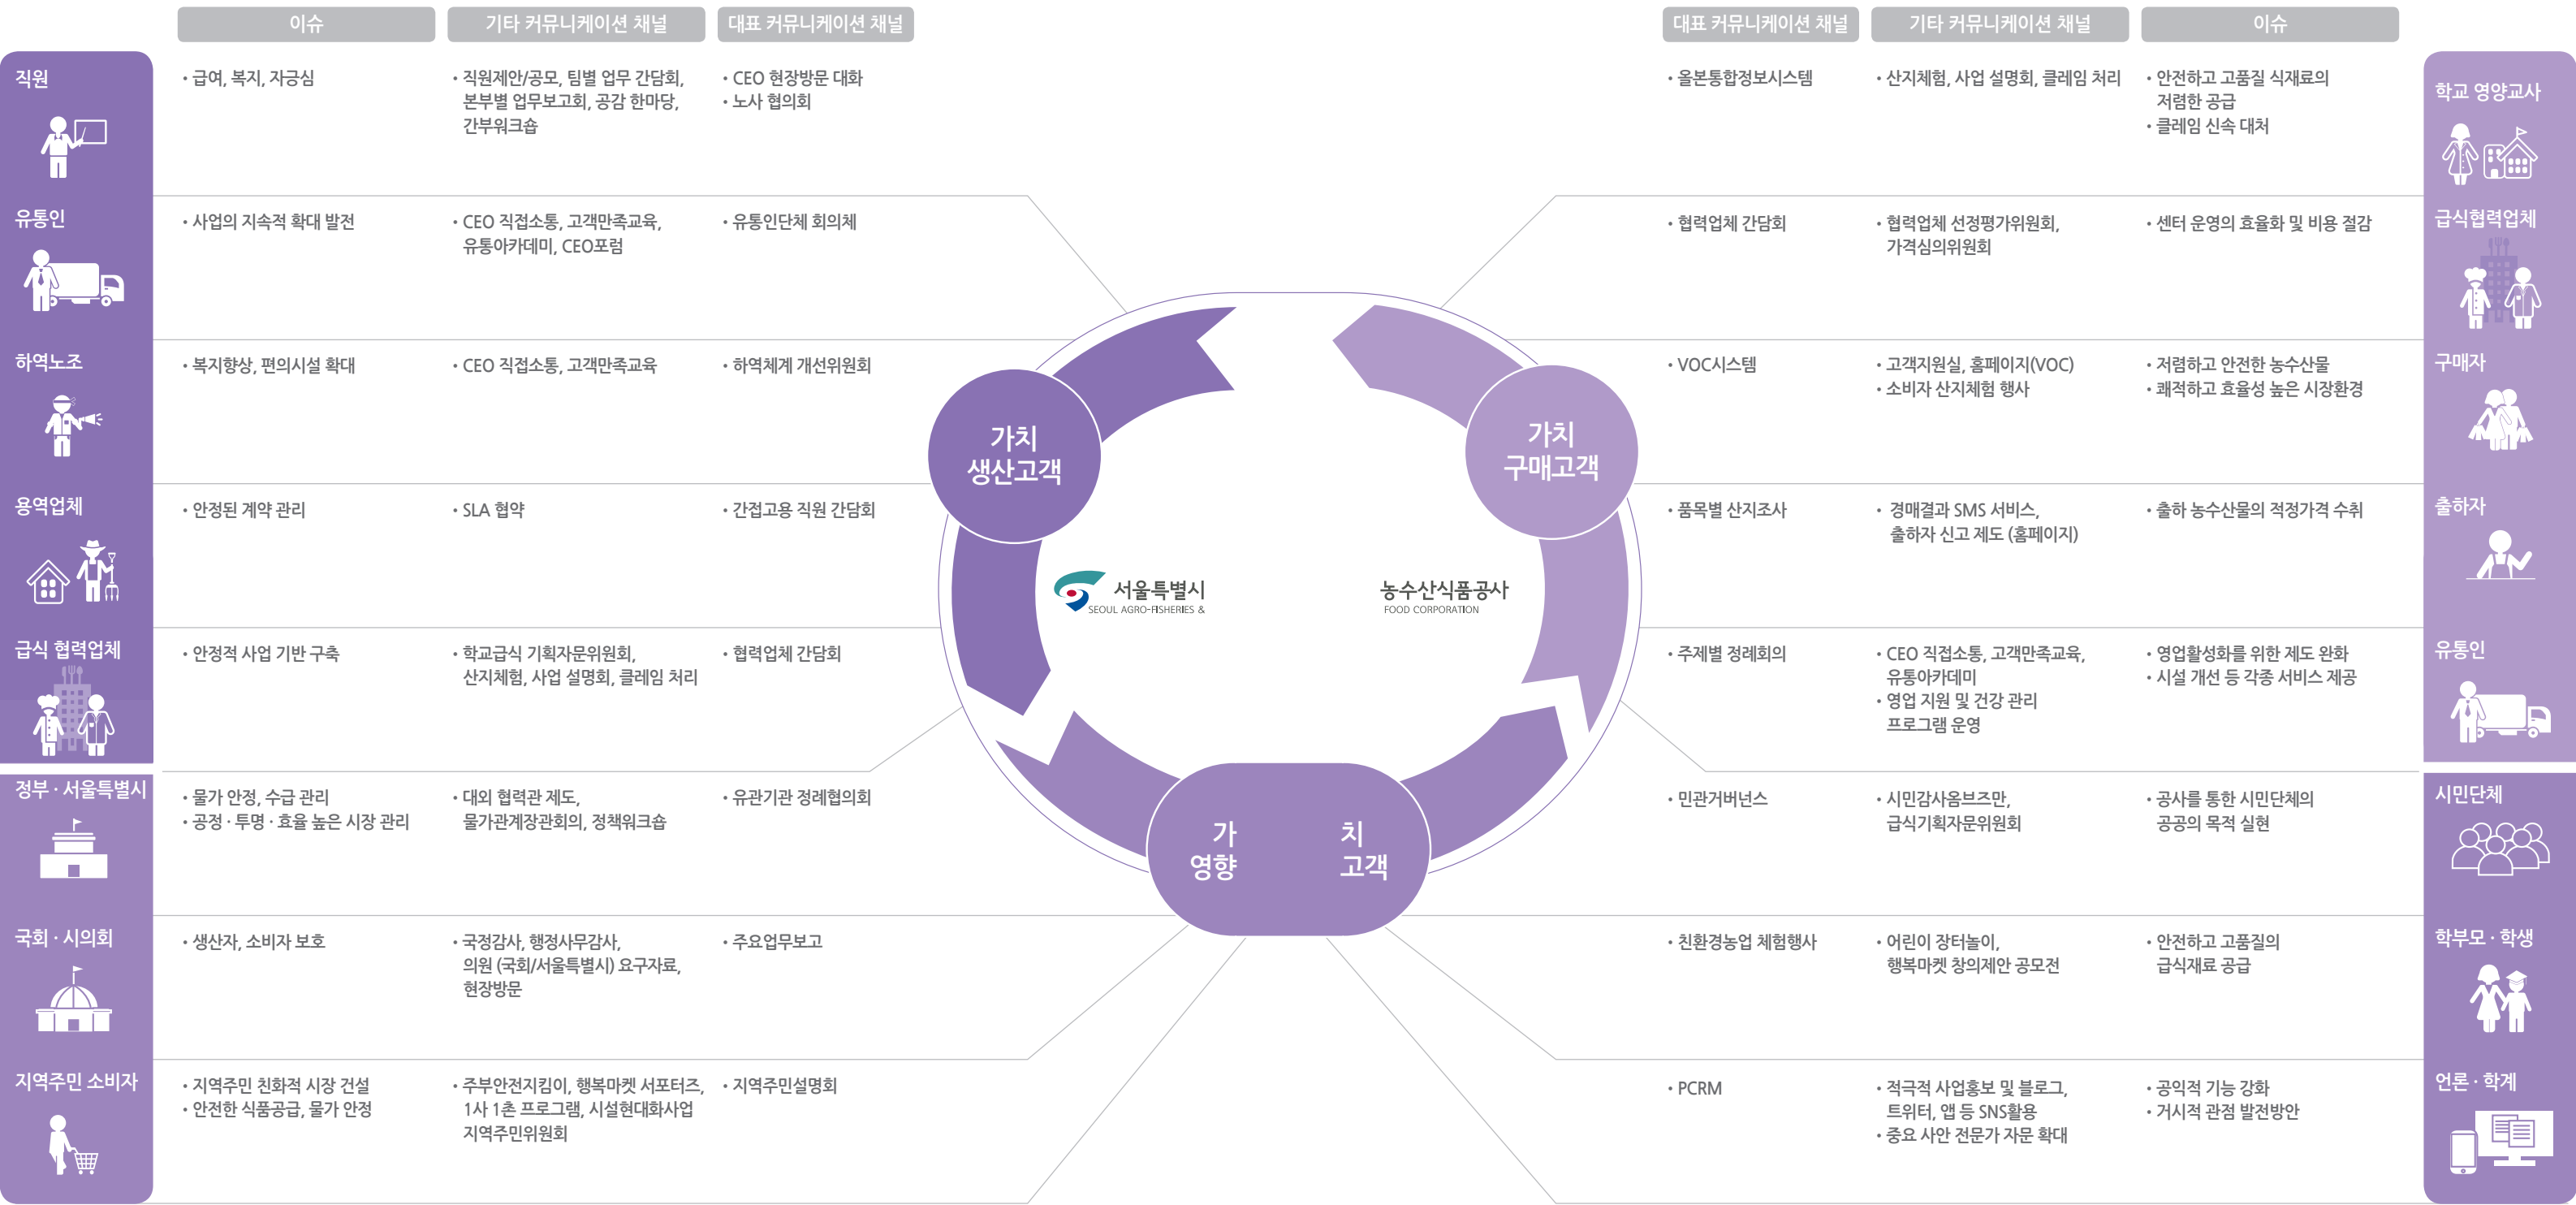 이슈
기타 커뮤니케이션 채널
대표 커뮤니케이션 채널
직원
• 급여, 복지, 자긍심
• 직원제안/공모, 팀별 업무 간담회,
본부별 업무보고회, 공감 한마당,
간부워크숍
• CEO 현장방문 대화
• 노사 협의회
유통인
• 사업의 지속적 확대 발전
• CEO 직접소통, 고객만족교육,
유통아카데미, CEO포럼
• 유통인단체 회의체
하역노조
• 복지향상, 편의시설 확대
• CEO 직접소통, 고객만족교육
• 하역체계 개선위원회
용역업체
• 안정된 계약 관리
• SLA 협약
• 간접고용 직원 간담회
급식 협력업체
• 안정적 사업 기반 구축
• 학교급식 기획자문위원회,
산지체험, 사업 설명회, 클레임 처리
• 협력업체 간담회
정부 · 서울특별시
• 물가 안정, 수급 관리
• 공정 · 투명 · 효율 높은 시장 관리
• 대외 협력관 제도,
물가관계장관회의, 정책워크숍
• 유관기관 정례협의회
국회 · 시의회
• 생산자, 소비자 보호
• 국정감사, 행정사무감사,
의원 (국회/서울특별시) 요구자료,
현장방문
• 주요업무보고
지역주민 소비자
• 지역주민 친화적 시장 건설
• 안전한 식품공급, 물가 안정
• 주부안전지킴이, 행복마켓 서포터즈,
1사 1촌 프로그램, 시설현대화사업
지역주민위원회
• 지역주민설명회
가치
생산고객
가치
구매고객
서울특별시
SEOUL AGRO-FISHERIES &
농수산식품공사
FOOD CORPORATION
가 치
영향 고객
대표 커뮤니케이션 채널
기타 커뮤니케이션 채널
이슈
• 올본통합정보시스템
• 산지체험, 사업 설명회, 클레임 처리
• 안전하고 고품질 식재료의
저렴한 공급
• 클레임 신속 대처
학교 영양교사
• 협력업체 간담회
• 협력업체 선정평가위원회,
가격심의위원회
• 센터 운영의 효율화 및 비용 절감
급식협력업체
• VOC시스템
• 고객지원실, 홈페이지(VOC)
• 소비자 산지체험 행사
• 저렴하고 안전한 농수산물
• 쾌적하고 효율성 높은 시장환경
구매자
• 품목별 산지조사
• 경매결과 SMS 서비스,
출하자 신고 제도 (홈페이지)
• 출하 농수산물의 적정가격 수취
출하자
• 주제별 정례회의
• CEO 직접소통, 고객만족교육,
유통아카데미
• 영업 지원 및 건강 관리
프로그램 운영
• 영업활성화를 위한 제도 완화
• 시설 개선 등 각종 서비스 제공
유통인
• 민관거버넌스
• 시민감사옴브즈만,
급식기획자문위원회
• 공사를 통한 시민단체의
공공의 목적 실현
시민단체
• 친환경농업 체험행사
• 어린이 장터놀이,
행복마켓 창의제안 공모전
• 안전하고 고품질의
급식재료 공급
학부모 · 학생
• PCRM
• 적극적 사업홍보 및 블로그,
트위터, 앱 등 SNS활용
• 중요 사안 전문가 자문 확대
• 공익적 기능 강화
• 거시적 관점 발전방안
언론 · 학계